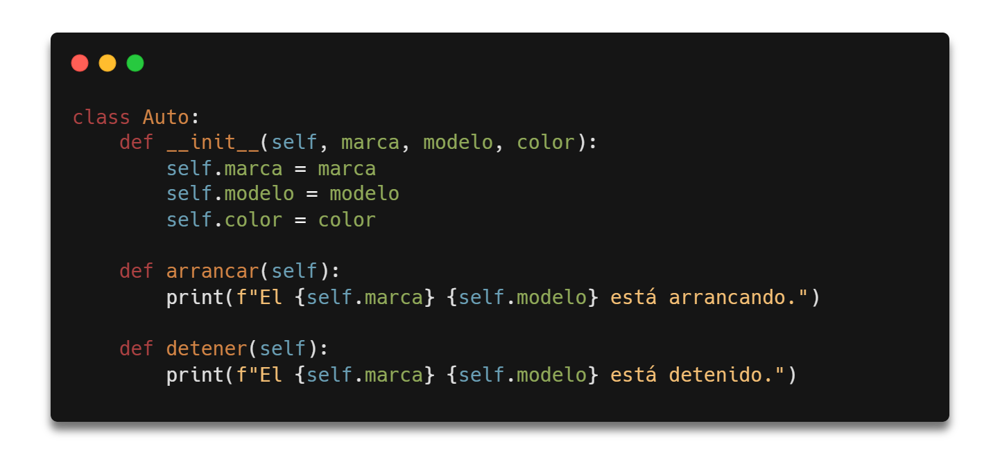 class Auto:
    def __init__(self, marca, modelo, color):
        self.marca = marca
        self.modelo = modelo
        self.color = color

    def arrancar(self):
        print(f"El {self.marca} {self.modelo} está arrancando.")

    def detener(self):
        print(f"El {self.marca} {self.modelo} está detenido.")